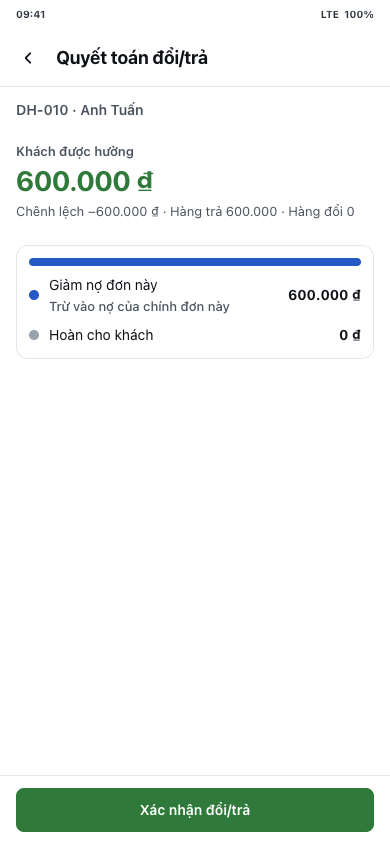 09:41
LTE 100%
Quyết toán đổi/trả
DH-010 · Anh Tuấn
Khách được hưởng
600.000 ₫
Chênh lệch −600.000 ₫ · Hàng trả 600.000 · Hàng đổi 0
Giảm nợ đơn này
Trừ vào nợ của chính đơn này
600.000 ₫
Hoàn cho khách
0 ₫
Xác nhận đổi/trả